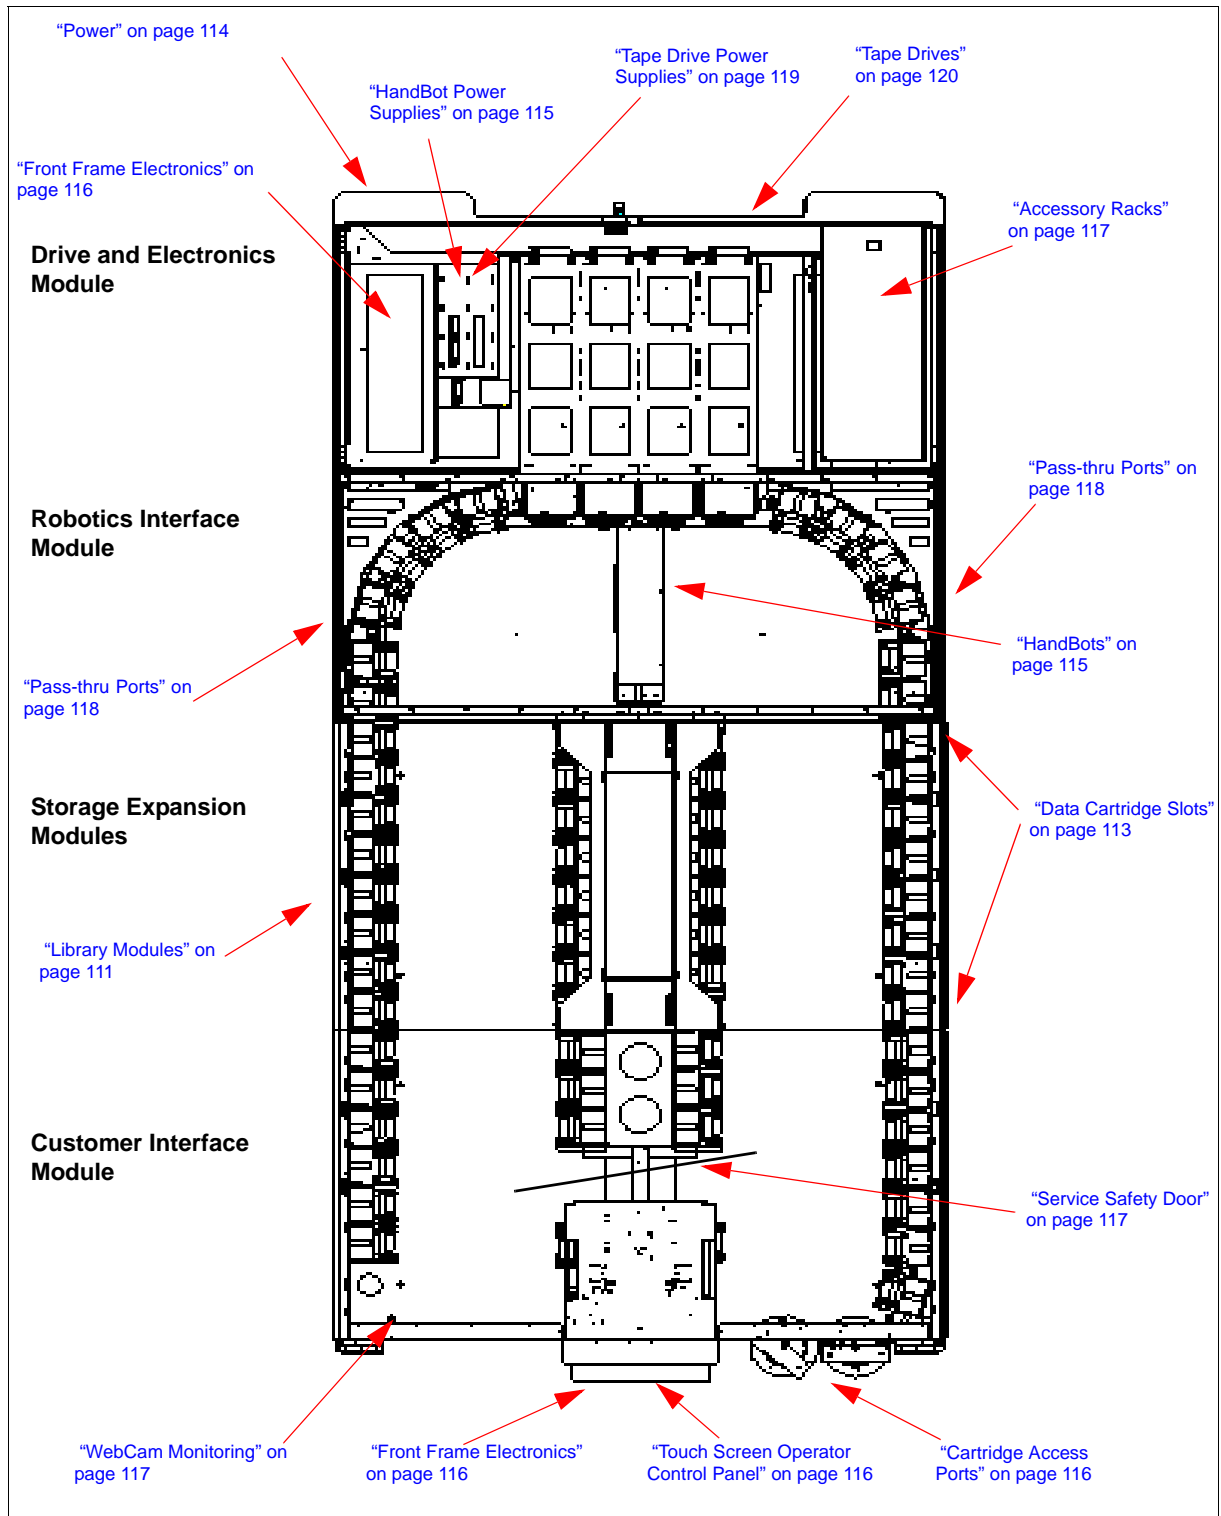 “Power” on page 114
“Tape Drive Power
Supplies” on page 119
“Tape Drives”
on page 120
“HandBot Power
Supplies” on page 115
“Front Frame Electronics” on
page 116
“Accessory Racks”
on page 117
Drive and Electronics
Module
“Pass-thru Ports” on
page 118
Robotics Interface
Module
“HandBots” on
page 115
“Pass-thru Ports” on
page 118
Storage Expansion
Modules
“Data Cartridge Slots”
on page 113
“Library Modules” on
page 111
Customer Interface
Module
“Service Safety Door”
on page 117
“WebCam Monitoring” on
page 117
“Front Frame Electronics”
on page 116
“Touch Screen Operator
Control Panel” on page 116
“Cartridge Access
Ports” on page 116